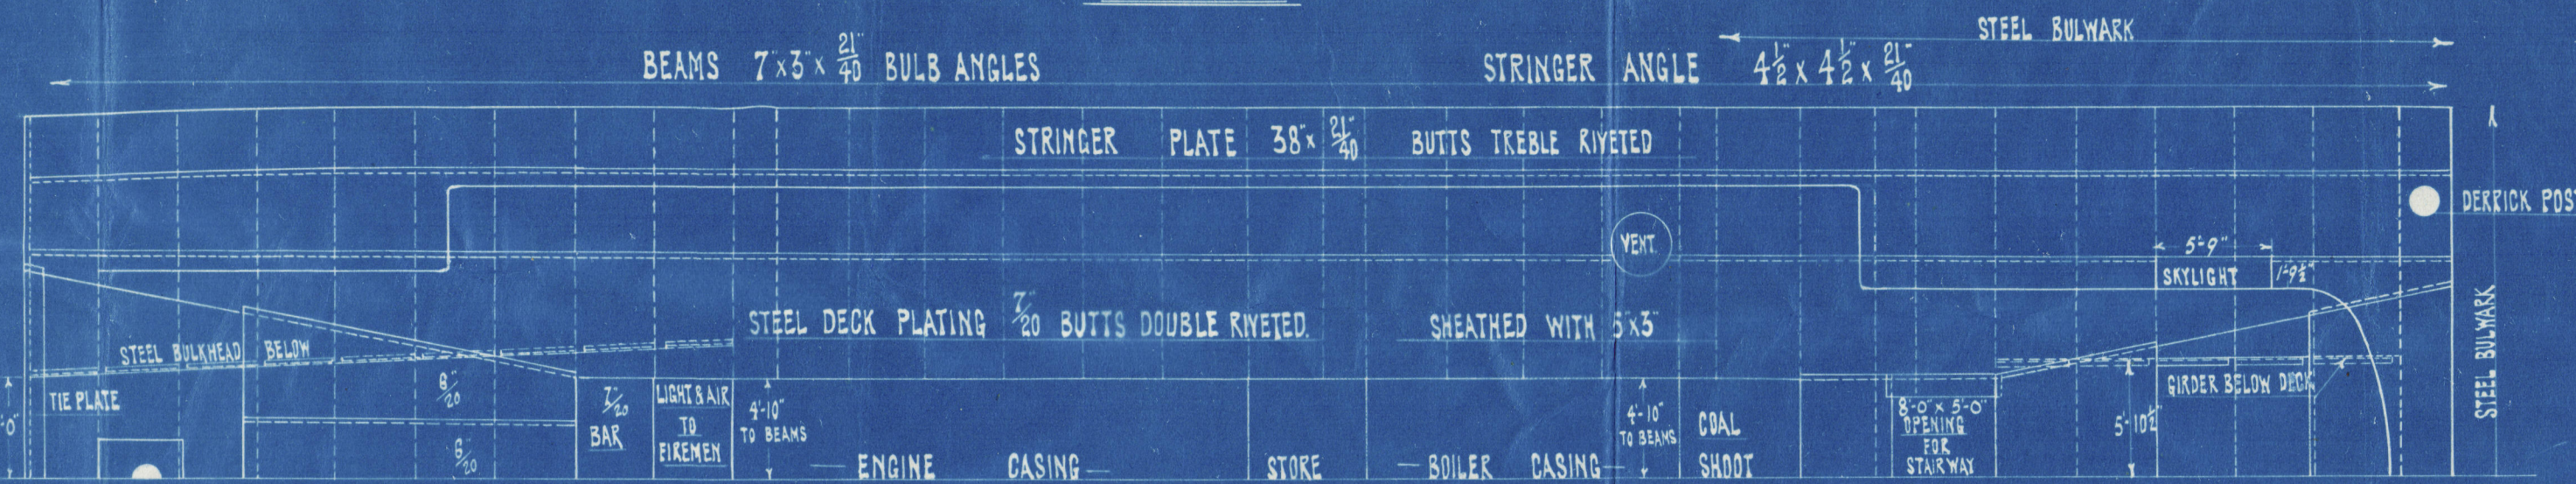 STEEL BULWARK
BEAMS 7"x3"x 21/40" BULB ANGLES
STRINGER ANGLE 4½"x 4½"x 21/40"
STRINGER PLATE 38"x 21/40" BUTTS TREBLE RIVETED
DERRICK POS
VENT.
5'-9"
SKYLIGHT
1'-9½"
STEEL DECK PLATING 7/20" BUTTS DOUBLE RIVETED.
SHEATHED WITH 5"x3"
STEEL BULKHEAD BELOW
STEEL BULWARK
TIE PLATE
6/20"
6/20"
7/20"
BAR
LIGHT & AIR
TO
FIREMEN
4'-10"
TO BEAMS
4'-10"
TO BEAMS
COAL
SHOOT
8'-0" x 5'-0"
OPENING
FOR
STAIRWAY
5'-10½"
GIRDER BELOW DECK
-0"
ENGINE CASING
STORE
BOILER CASING